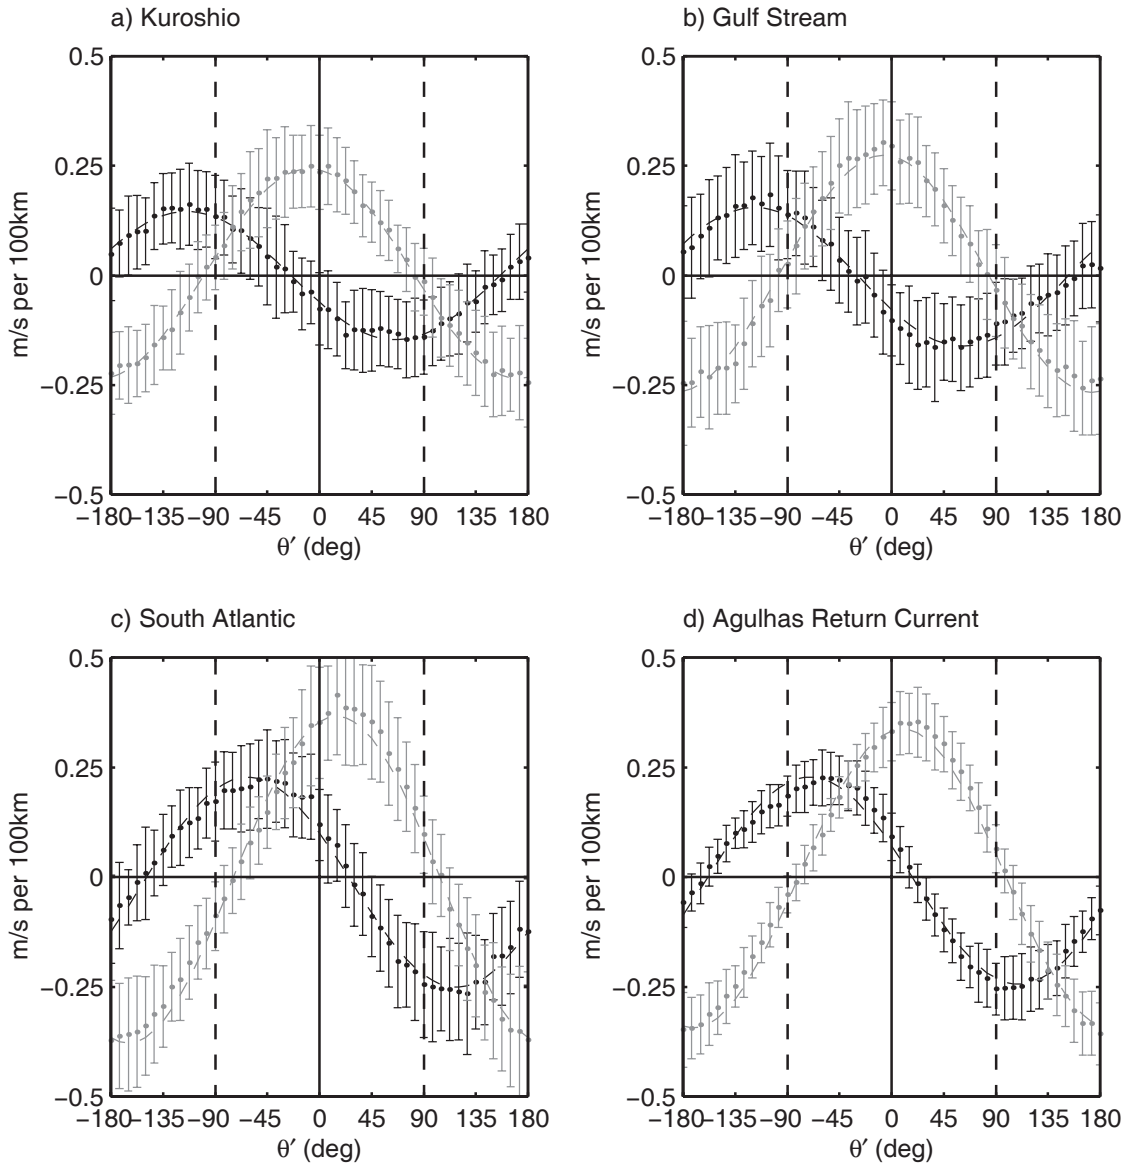 a) Kuroshio
b) Gulf Stream
0.5
0.25
0
−0.25
−0.5
m/s per 100km
−180 −135 −90 −45 0 45 90 135 180
θ′ (deg)
0.5
0.25
0
−0.25
−0.5
m/s per 100km
−180 −135 −90 −45 0 45 90 135 180
θ′ (deg)
c) South Atlantic
d) Agulhas Return Current
0.5
0.25
0
−0.25
−0.5
m/s per 100km
−180 −135 −90 −45 0 45 90 135 180
θ′ (deg)
0.5
0.25
0
−0.25
−0.5
m/s per 100km
−180 −135 −90 −45 0 45 90 135 180
θ′ (deg)